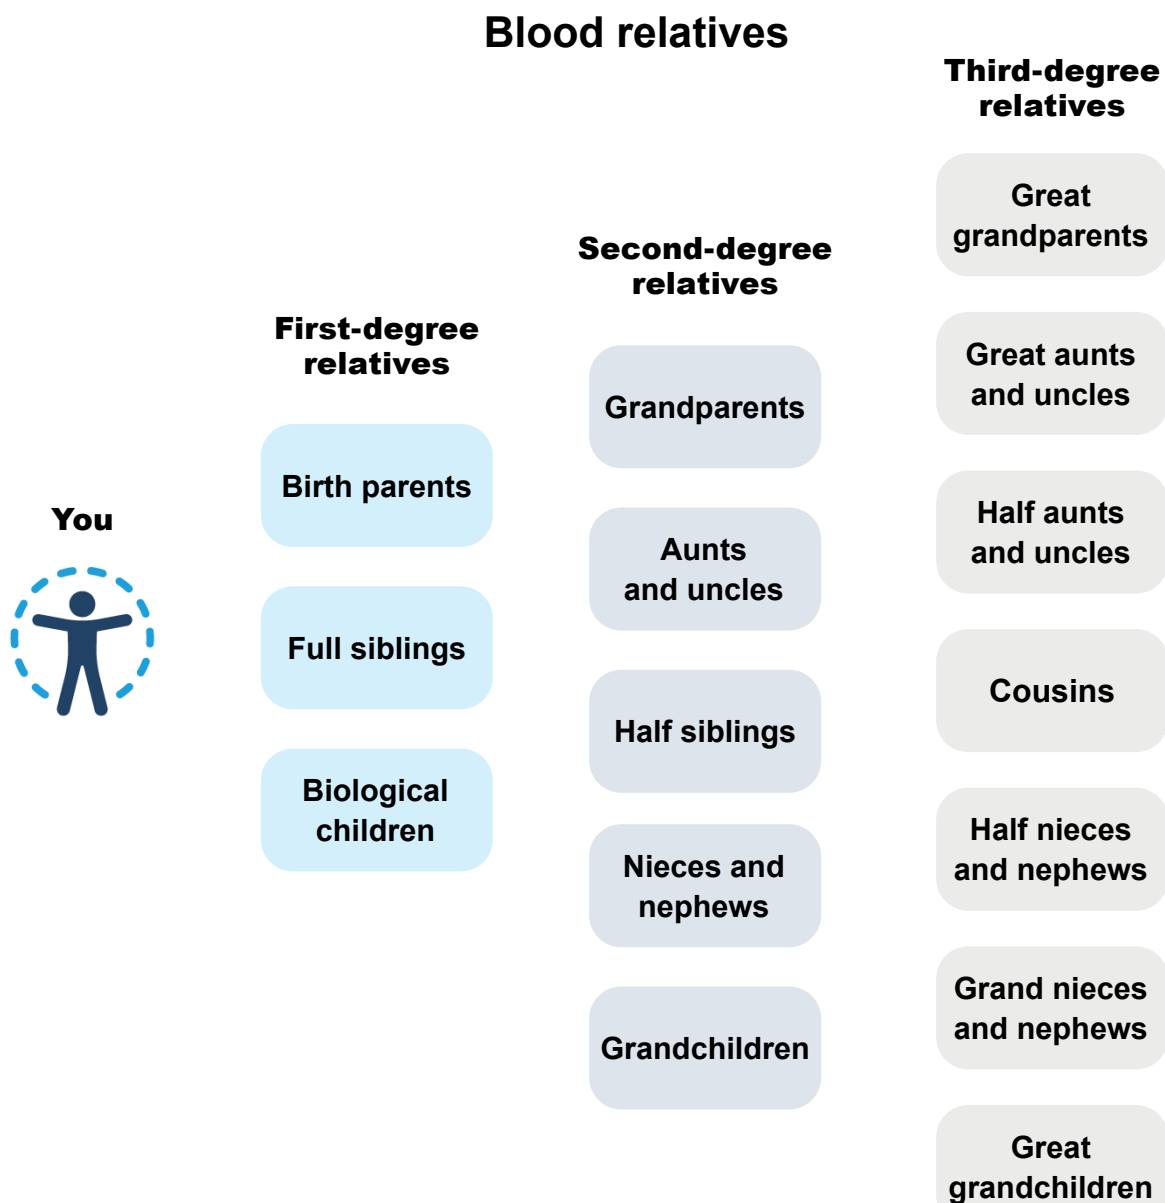 Blood relatives
You
First-degree
relatives
Birth parents
Full siblings
Biological
children
Second-degree
relatives
Grandparents
Aunts
and uncles
Half siblings
Nieces and
nephews
Grandchildren
Third-degree
relatives
Great
grandparents
Great aunts
and uncles
Half aunts
and uncles
Cousins
Half nieces
and nephews
Grand nieces
and nephews
Great
grandchildren